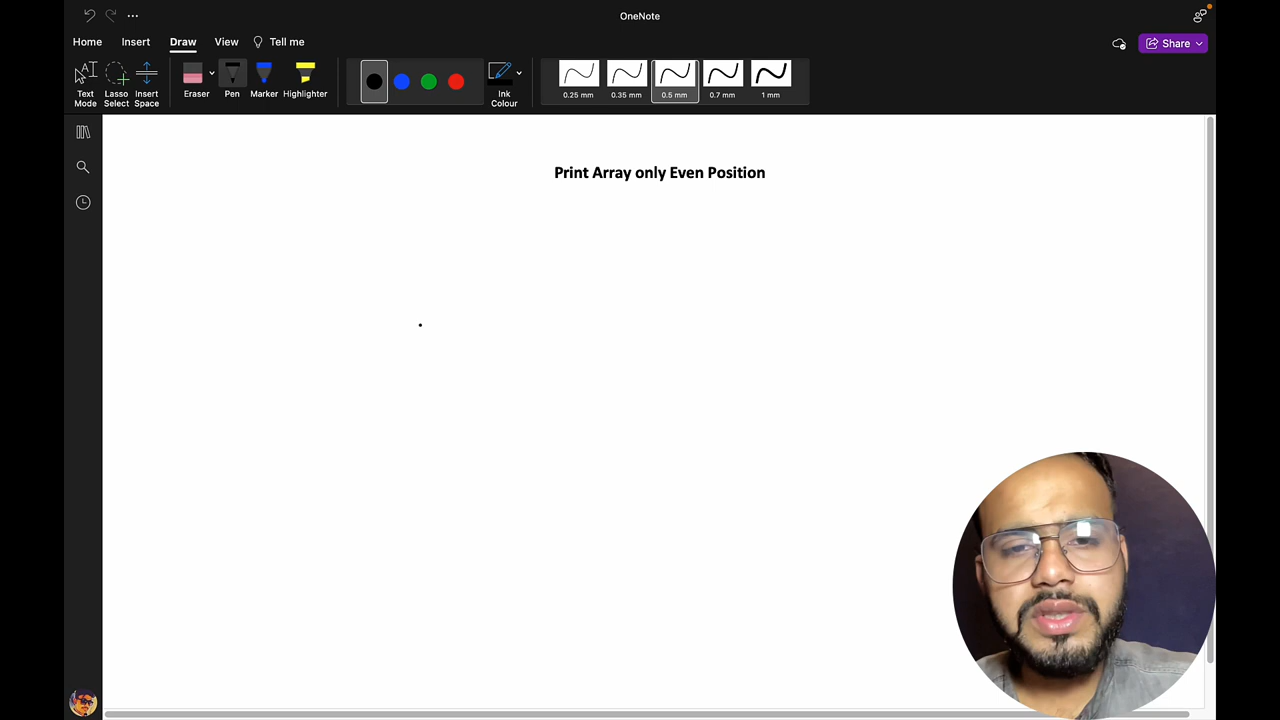 OneNote
Home Insert Draw View Tell me
Share
Text Mode
Lasso Select
Insert Space
Eraser
Pen
Marker
Highlighter
Ink Colour
0.25 mm
0.35 mm
0.5 mm
0.7 mm
1 mm
Print Array only Even Position